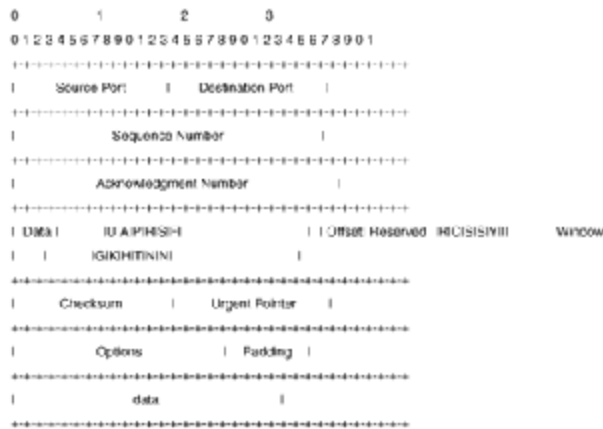 0 1 2 3
0 1 2 3 4 5 6 7 8 9 0 1 2 3 4 5 6 7 8 9 0 1 2 3 4 5 6 7 8 9 0 1
+-+-+-+-+-+-+-+-+-+-+-+-+-+-+-+-+-+-+-+-+-+-+-+-+-+-+-+-+-+-+-+-+
| Source Port | Destination Port |
+-+-+-+-+-+-+-+-+-+-+-+-+-+-+-+-+-+-+-+-+-+-+-+-+-+-+-+-+-+-+-+-+
| Sequence Number |
+-+-+-+-+-+-+-+-+-+-+-+-+-+-+-+-+-+-+-+-+-+-+-+-+-+-+-+-+-+-+-+-+
| Acknowledgment Number |
+-+-+-+-+-+-+-+-+-+-+-+-+-+-+-+-+-+-+-+-+-+-+-+-+-+-+-+-+-+-+-+-+
| Data | |U|A|P|R|S|F| | | Offset| Reserved |R|C|S|S|Y|I| Window
| | |G|K|H|T|N|N| |
+-+-+-+-+-+-+-+-+-+-+-+-+-+-+-+-+-+-+-+-+-+-+-+-+-+-+-+-+-+-+-+-+
| Checksum | Urgent Pointer |
+-+-+-+-+-+-+-+-+-+-+-+-+-+-+-+-+-+-+-+-+-+-+-+-+-+-+-+-+-+-+-+-+
| Options | Padding |
+-+-+-+-+-+-+-+-+-+-+-+-+-+-+-+-+-+-+-+-+-+-+-+-+-+-+-+-+-+-+-+-+
| data |
+-+-+-+-+-+-+-+-+-+-+-+-+-+-+-+-+-+-+-+-+-+-+-+-+-+-+-+-+-+-+-+-+